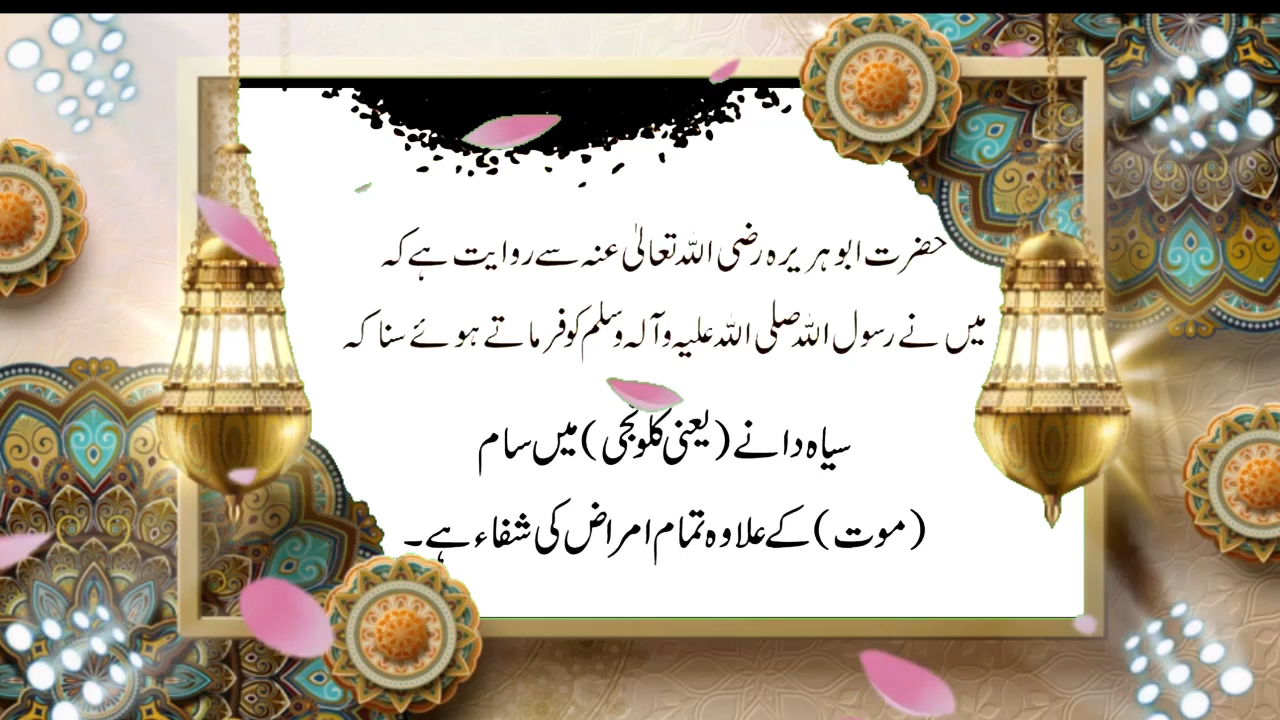 حضرت ابو ہریرہ رضی اللہ تعالیٰ عنہ سے روایت ہے کہ
میں نے رسول اللہ صلی اللہ علیہ وآلہ وسلم کو فرماتے ہوئے سنا کہ
سیاہ دانے (یعنی کلونجی) میں سام
(موت) کے علاوہ تمام امراض کی شفاء ہے۔